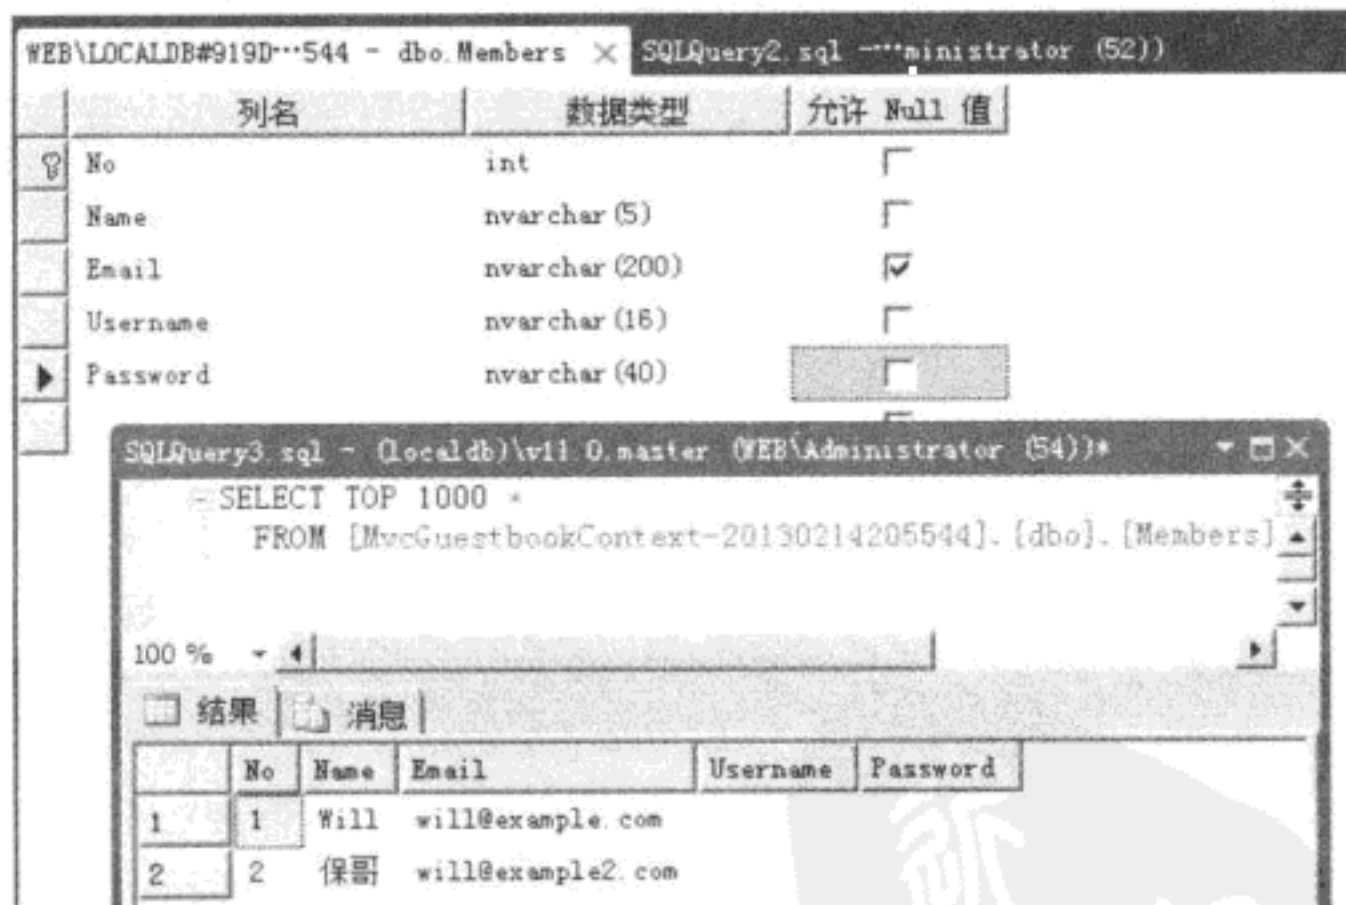 WEB\LOCALDB#919D…544 - dbo.Members × SQLQuery2.sql -…ministrator (52))
列名 数据类型 允许 Null 值
No int
Name nvarchar(5)
Email nvarchar(200)
Username nvarchar(16)
Password nvarchar(40)
SQLQuery3.sql - (localdb)\v11.0.master (WEB\Administrator (54))*
SELECT TOP 1000 *
FROM [MvcGuestbookContext-20130214205544].[dbo].[Members]
100 %
结果 消息
No Name Email Username Password
1 1 Will will@example.com
2 2 保哥 will@example2.com